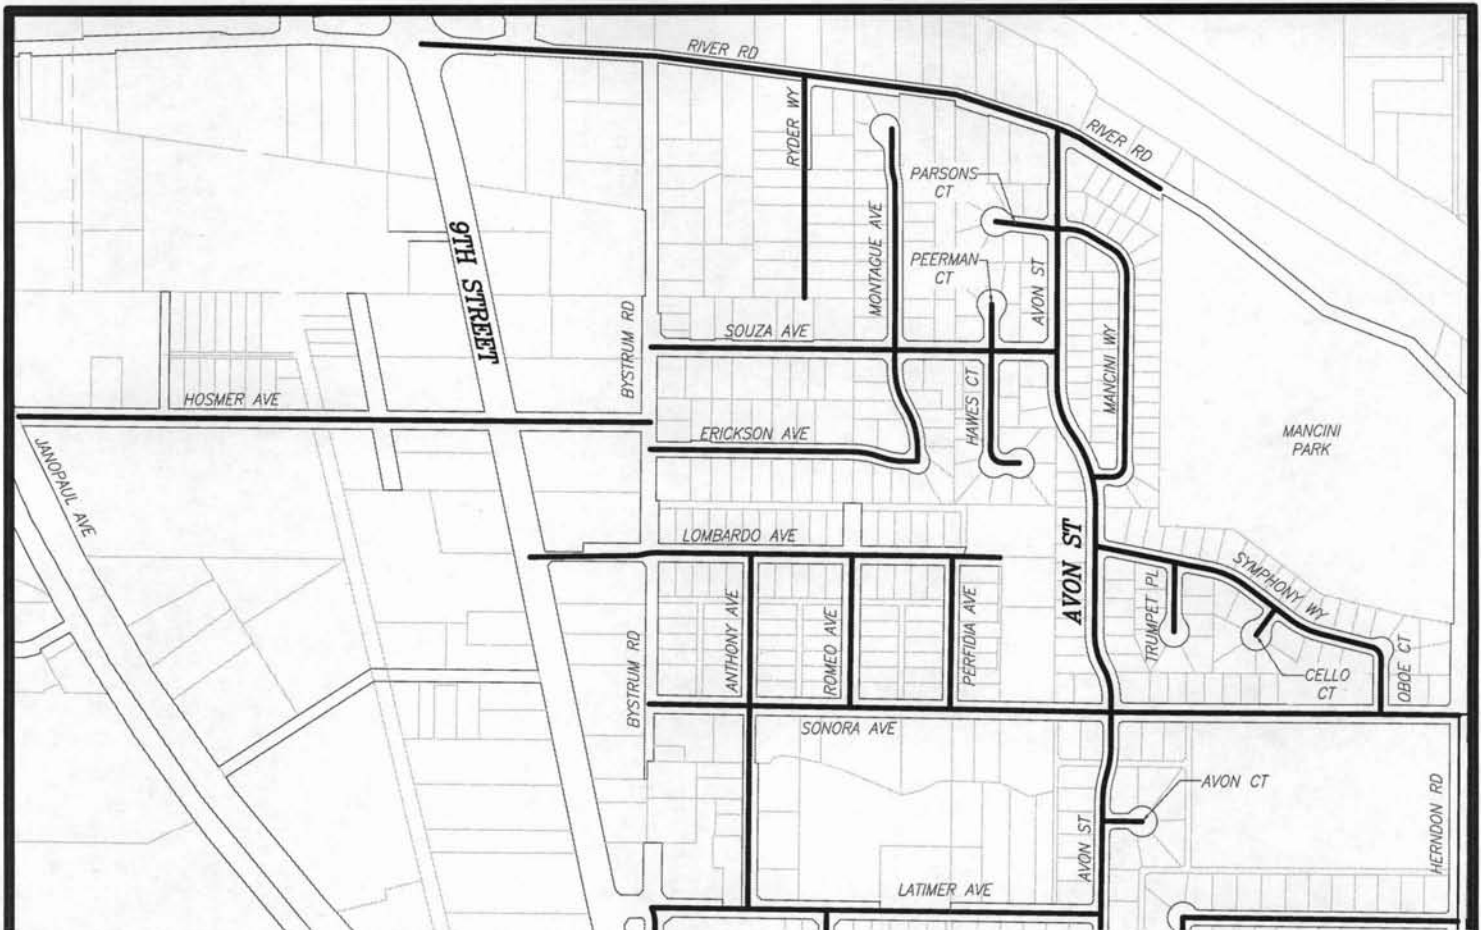 RIVER RD
RYDER WY
RIVER RD
PARSONS
CT
MONTAGUE AVE
PEERMAN
CT
AVON ST
9TH STREET
BYSTRUM RD
SOUZA AVE
MANCINI WY
HAWES CT
HOSMER AVE
ERICKSON AVE
MANCINI
PARK
JANOPAUL AVE
LOMBARDO AVE
AVON ST
SYMPHONY WY
TRUMPET PL
ANTHONY AVE
ROMEO AVE
PERFIDIA AVE
BYSTRUM RD
OBOE CT
CELLO
CT
SONORA AVE
AVON CT
HERNDON RD
AVON ST
LATIMER AVE